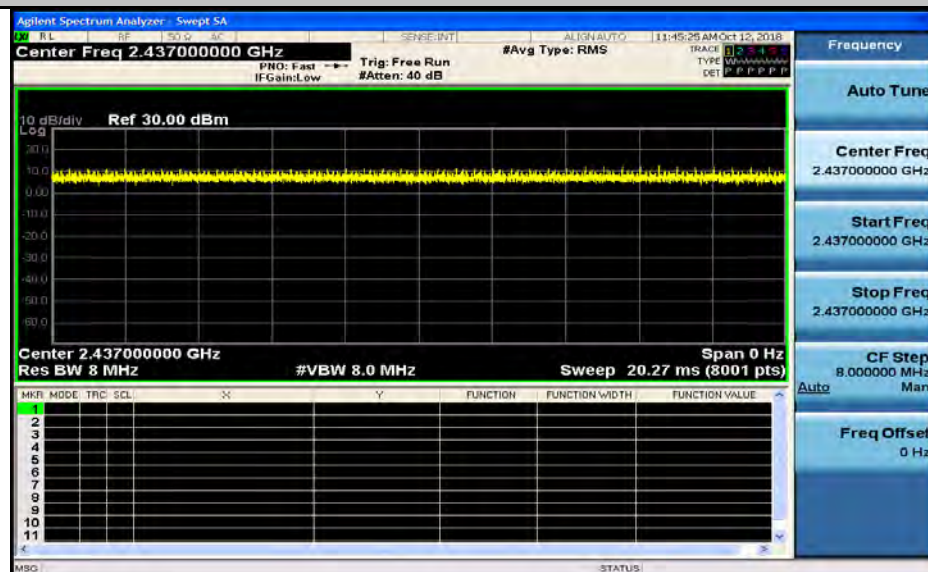 Agilent Spectrum Analyzer - Swept SA
LXI RL RF 50 Ω AC SENSE:INT ALIGN AUTO 11:45:25 AM Oct 12, 2018
Center Freq 2.437000000 GHz #Avg Type: RMS TRACE 1 2 3 4 5 6
PNO: Fast Trig: Free Run TYPE
IFGain:Low #Atten: 40 dB DET P P P P P P
10 dB/div Ref 30.00 dBm
Log
20.0
10.0
0.00
-10.0
-20.0
-30.0
-40.0
-50.0
-60.0
Center 2.437000000 GHz Span 0 Hz
Res BW 8 MHz #VBW 8.0 MHz Sweep 20.27 ms (8001 pts)
MKR MODE TRC SCL X Y FUNCTION FUNCTION WIDTH FUNCTION VALUE
1
2
3
4
5
6
7
8
9
10
11
MSG STATUS
Frequency
Auto Tune
Center Freq
2.437000000 GHz
Start Freq
2.437000000 GHz
Stop Freq
2.437000000 GHz
CF Step
8.000000 MHz
Auto Man
Freq Offset
0 Hz